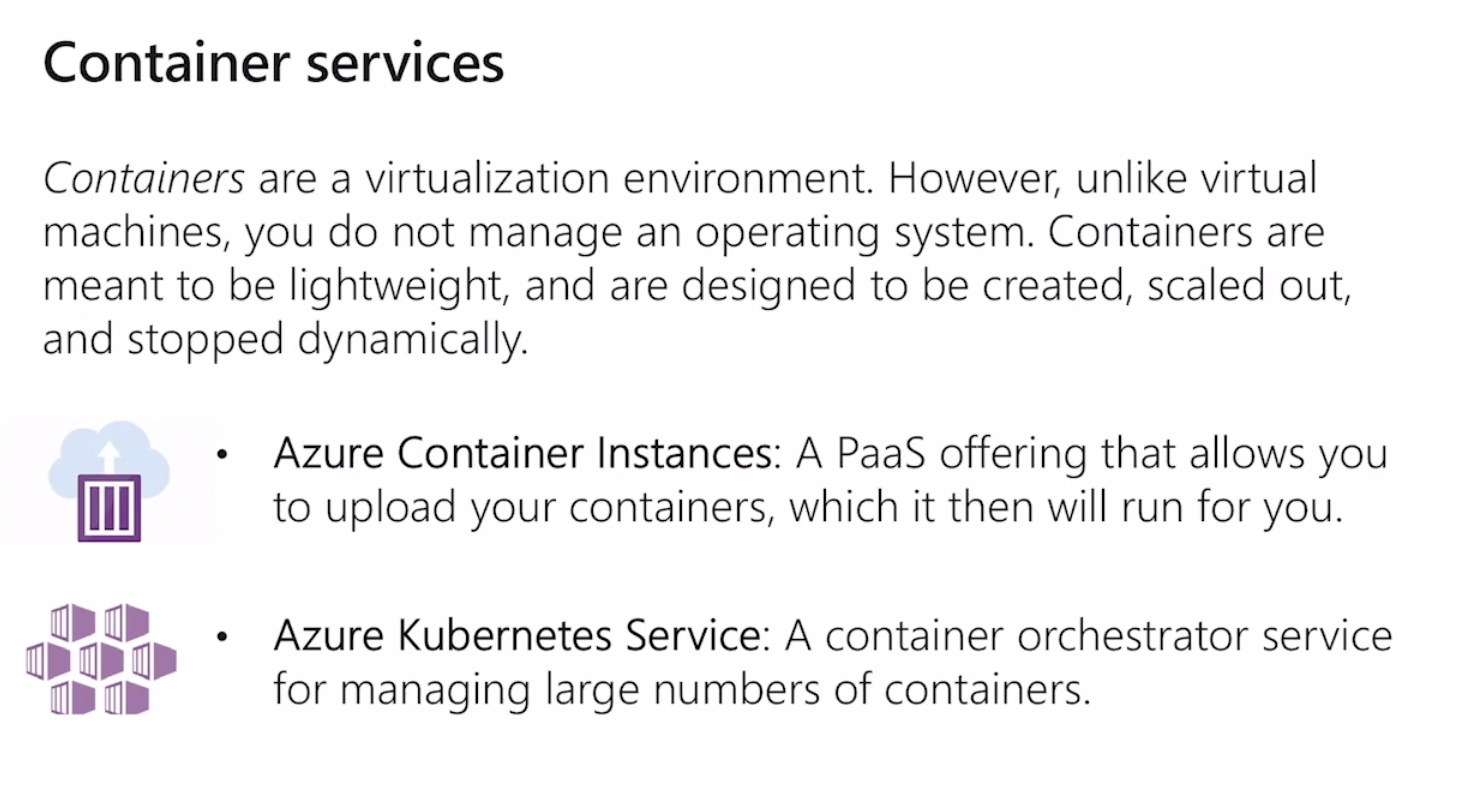 Container services
Containers are a virtualization environment. However, unlike virtual
machines, you do not manage an operating system. Containers are
meant to be lightweight, and are designed to be created, scaled out,
and stopped dynamically.
• Azure Container Instances: A PaaS offering that allows you
to upload your containers, which it then will run for you.
• Azure Kubernetes Service: A container orchestrator service
for managing large numbers of containers.